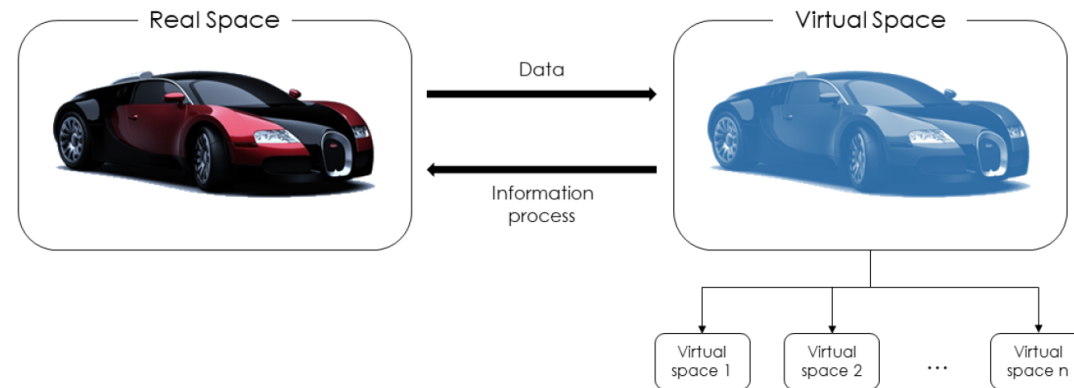 Real Space
Virtual Space
Data
Information
process
Virtual
space 1
Virtual
space 2
...
Virtual
space n